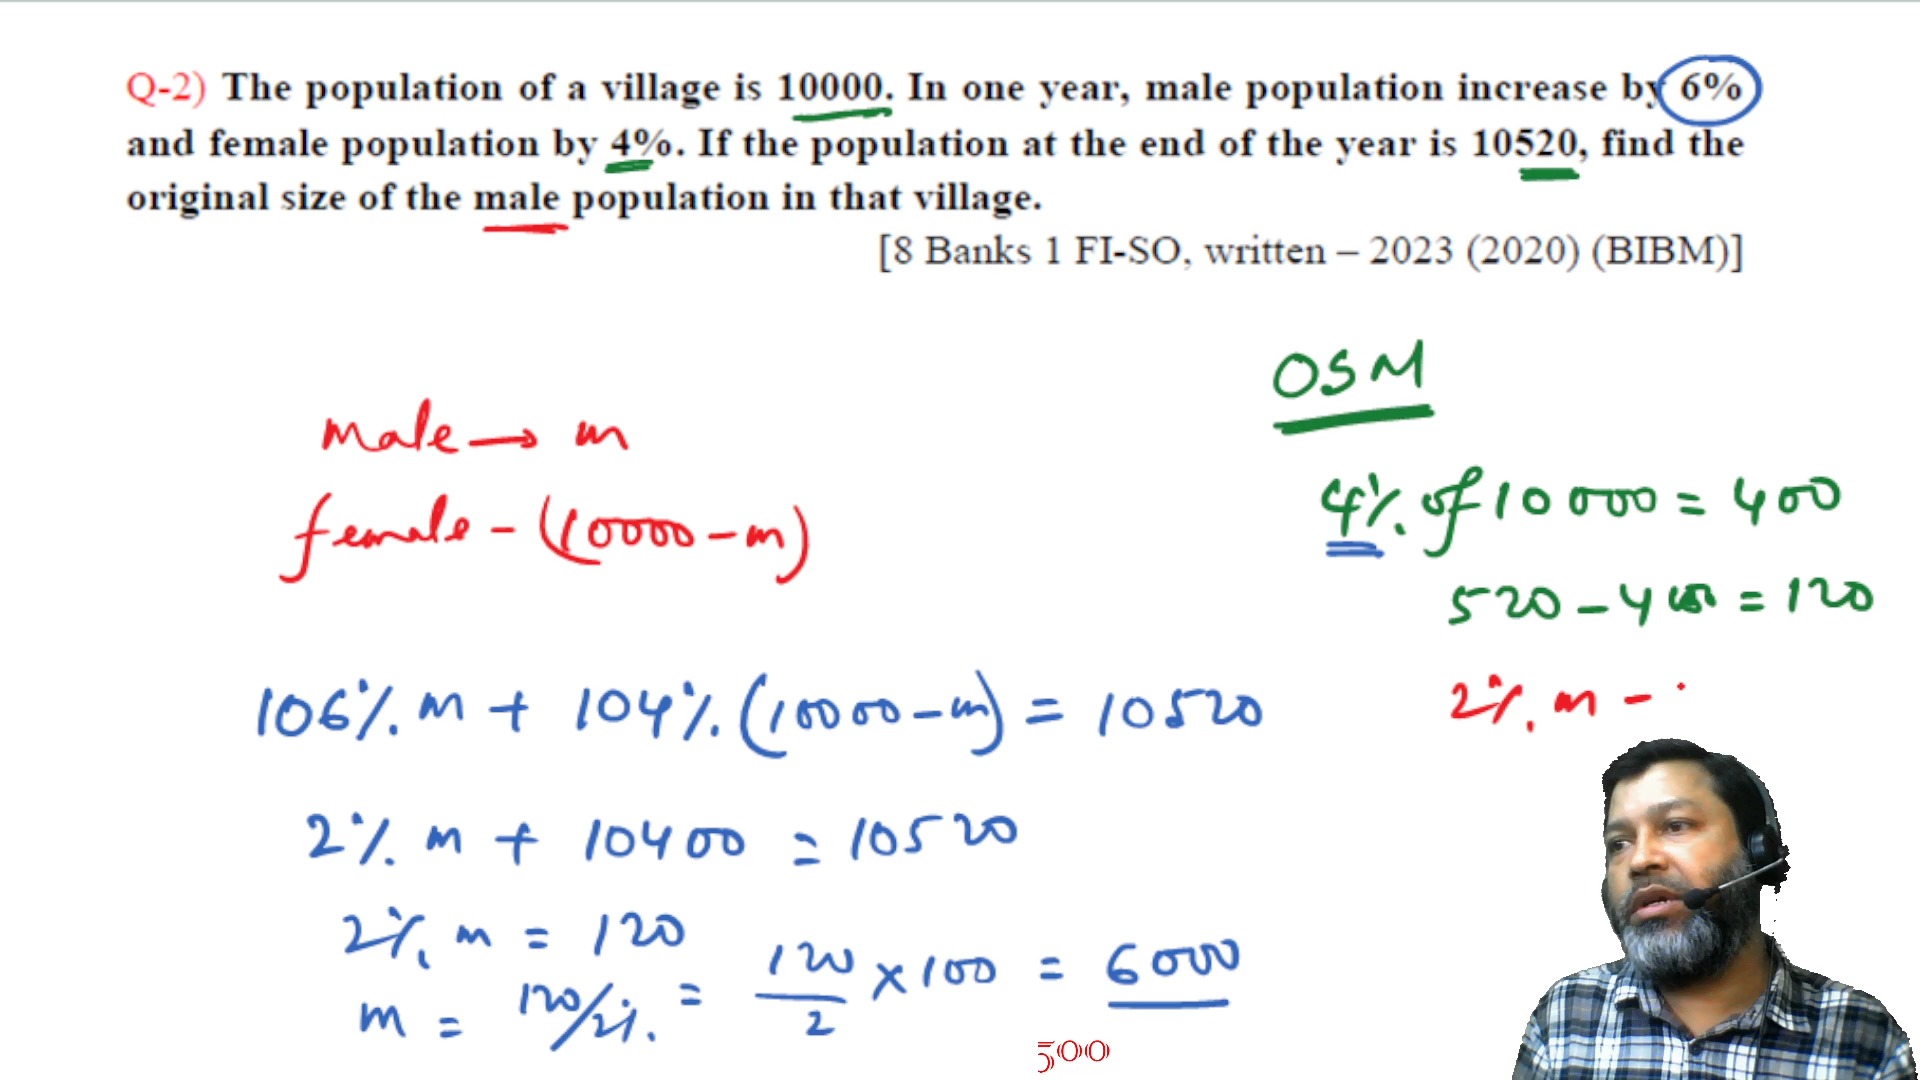 Q-2) The population of a village is 10000. In one year, male population increase by 6%
and female population by 4%. If the population at the end of the year is 10520, find the
original size of the male population in that village.
[8 Banks 1 FI-SO, written – 2023 (2020) (BIBM)]
OSM
male → m
female - (10000 - m)
4% of 10000 = 400
520 - 400 = 120
2% m -
106% m + 104% (10000 - m) = 10520
2% m + 10400 = 10520
2% m = 120
m = 120/2% = 120/2 × 100 = 6000
500